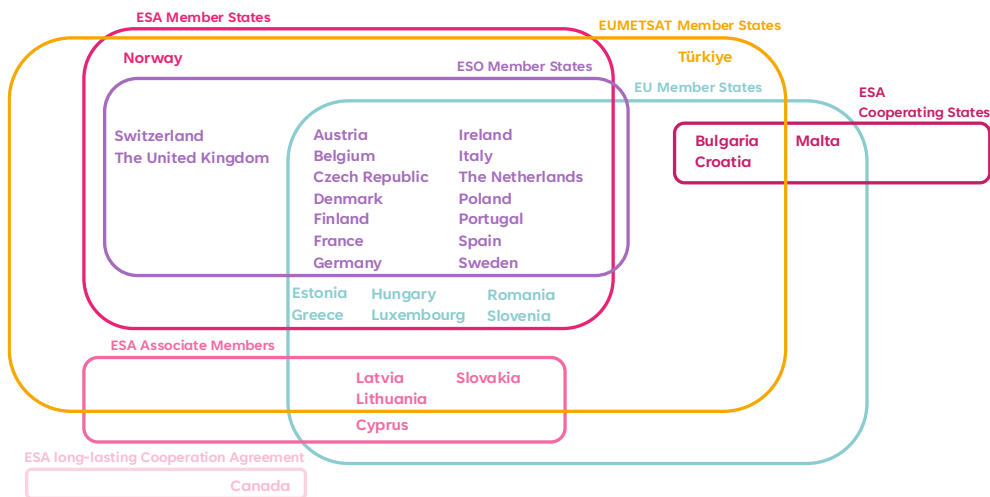 ESA Member States
EUMETSAT Member States
Norway
Türkiye
ESO Member States
EU Member States
ESA
Cooperating States
Switzerland
The United Kingdom
Austria
Belgium
Czech Republic
Denmark
Finland
France
Germany
Ireland
Italy
The Netherlands
Poland
Portugal
Spain
Sweden
Bulgaria
Croatia
Malta
Estonia
Greece
Hungary
Luxembourg
Romania
Slovenia
ESA Associate Members
Latvia
Slovakia
Lithuania
Cyprus
ESA long-lasting Cooperation Agreement
Canada